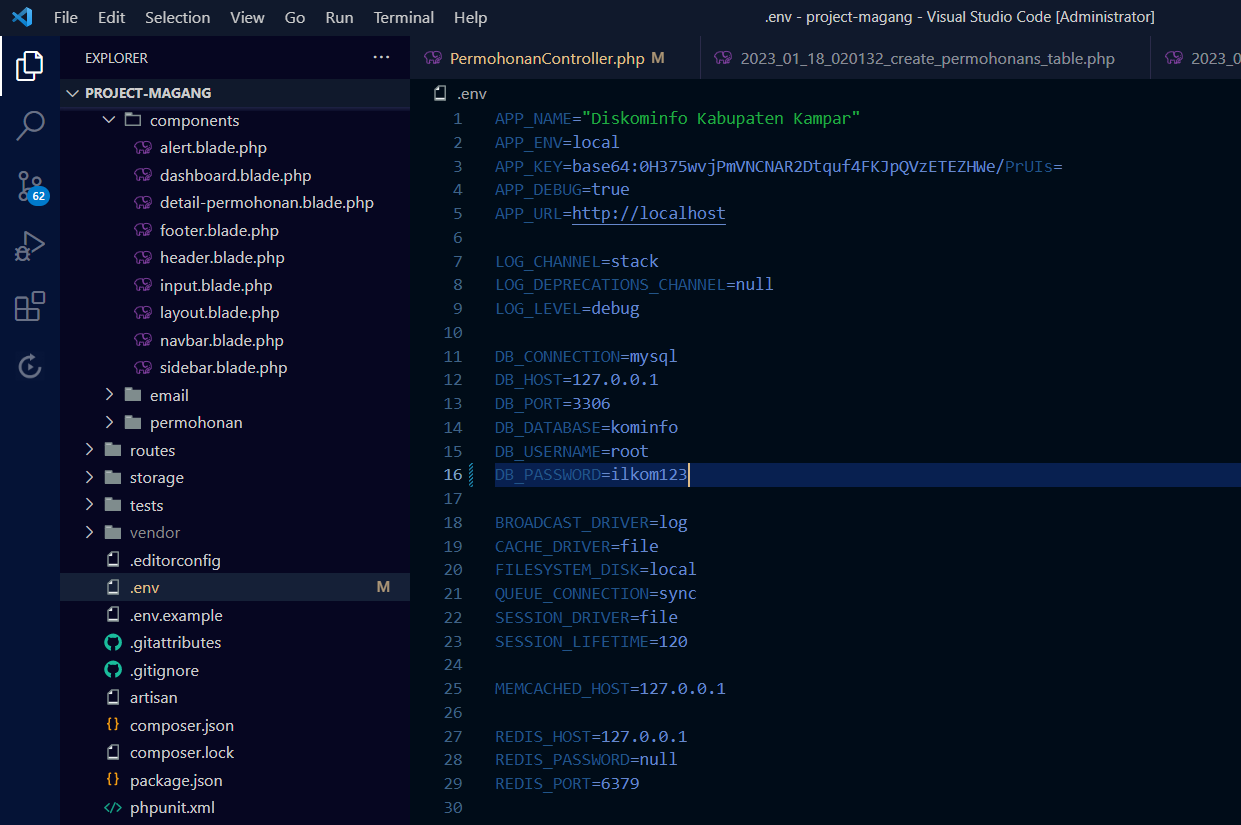 File Edit Selection View Go Run Terminal Help
.env - project-magang - Visual Studio Code [Administrator]
EXPLORER
PROJECT-MAGANG
components
alert.blade.php
dashboard.blade.php
detail-permohonan.blade.php
footer.blade.php
header.blade.php
input.blade.php
layout.blade.php
navbar.blade.php
sidebar.blade.php
email
permohonan
routes
storage
tests
vendor
.editorconfig
.env M
.env.example
.gitattributes
.gitignore
artisan
composer.json
composer.lock
package.json
phpunit.xml
62
PermohonanController.php M
2023_01_18_020132_create_permohonans_table.php
2023_0
.env
1 APP_NAME="Diskominfo Kabupaten Kampar"
2 APP_ENV=local
3 APP_KEY=base64:0H375wvjPmVNCNAR2Dtquf4FKJpQVzETEZHWe/PrUIs=
4 APP_DEBUG=true
5 APP_URL=http://localhost
6
7 LOG_CHANNEL=stack
8 LOG_DEPRECATIONS_CHANNEL=null
9 LOG_LEVEL=debug
10
11 DB_CONNECTION=mysql
12 DB_HOST=127.0.0.1
13 DB_PORT=3306
14 DB_DATABASE=kominfo
15 DB_USERNAME=root
16 DB_PASSWORD=ilkom123
17
18 BROADCAST_DRIVER=log
19 CACHE_DRIVER=file
20 FILESYSTEM_DISK=local
21 QUEUE_CONNECTION=sync
22 SESSION_DRIVER=file
23 SESSION_LIFETIME=120
24
25 MEMCACHED_HOST=127.0.0.1
26
27 REDIS_HOST=127.0.0.1
28 REDIS_PASSWORD=null
29 REDIS_PORT=6379
30